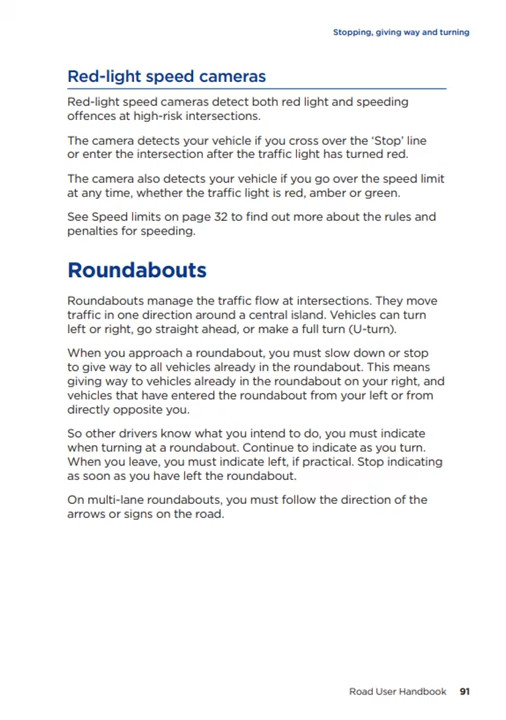 Stopping, giving way and turning
Red-light speed cameras
Red-light speed cameras detect both red light and speeding
offences at high-risk intersections.
The camera detects your vehicle if you cross over the ‘Stop’ line
or enter the intersection after the traffic light has turned red.
The camera also detects your vehicle if you go over the speed limit
at any time, whether the traffic light is red, amber or green.
See Speed limits on page 32 to find out more about the rules and
penalties for speeding.
Roundabouts
Roundabouts manage the traffic flow at intersections. They move
traffic in one direction around a central island. Vehicles can turn
left or right, go straight ahead, or make a full turn (U-turn).
When you approach a roundabout, you must slow down or stop
to give way to all vehicles already in the roundabout. This means
giving way to vehicles already in the roundabout on your right, and
vehicles that have entered the roundabout from your left or from
directly opposite you.
So other drivers know what you intend to do, you must indicate
when turning at a roundabout. Continue to indicate as you turn.
When you leave, you must indicate left, if practical. Stop indicating
as soon as you have left the roundabout.
On multi-lane roundabouts, you must follow the direction of the
arrows or signs on the road.
Road User Handbook 91